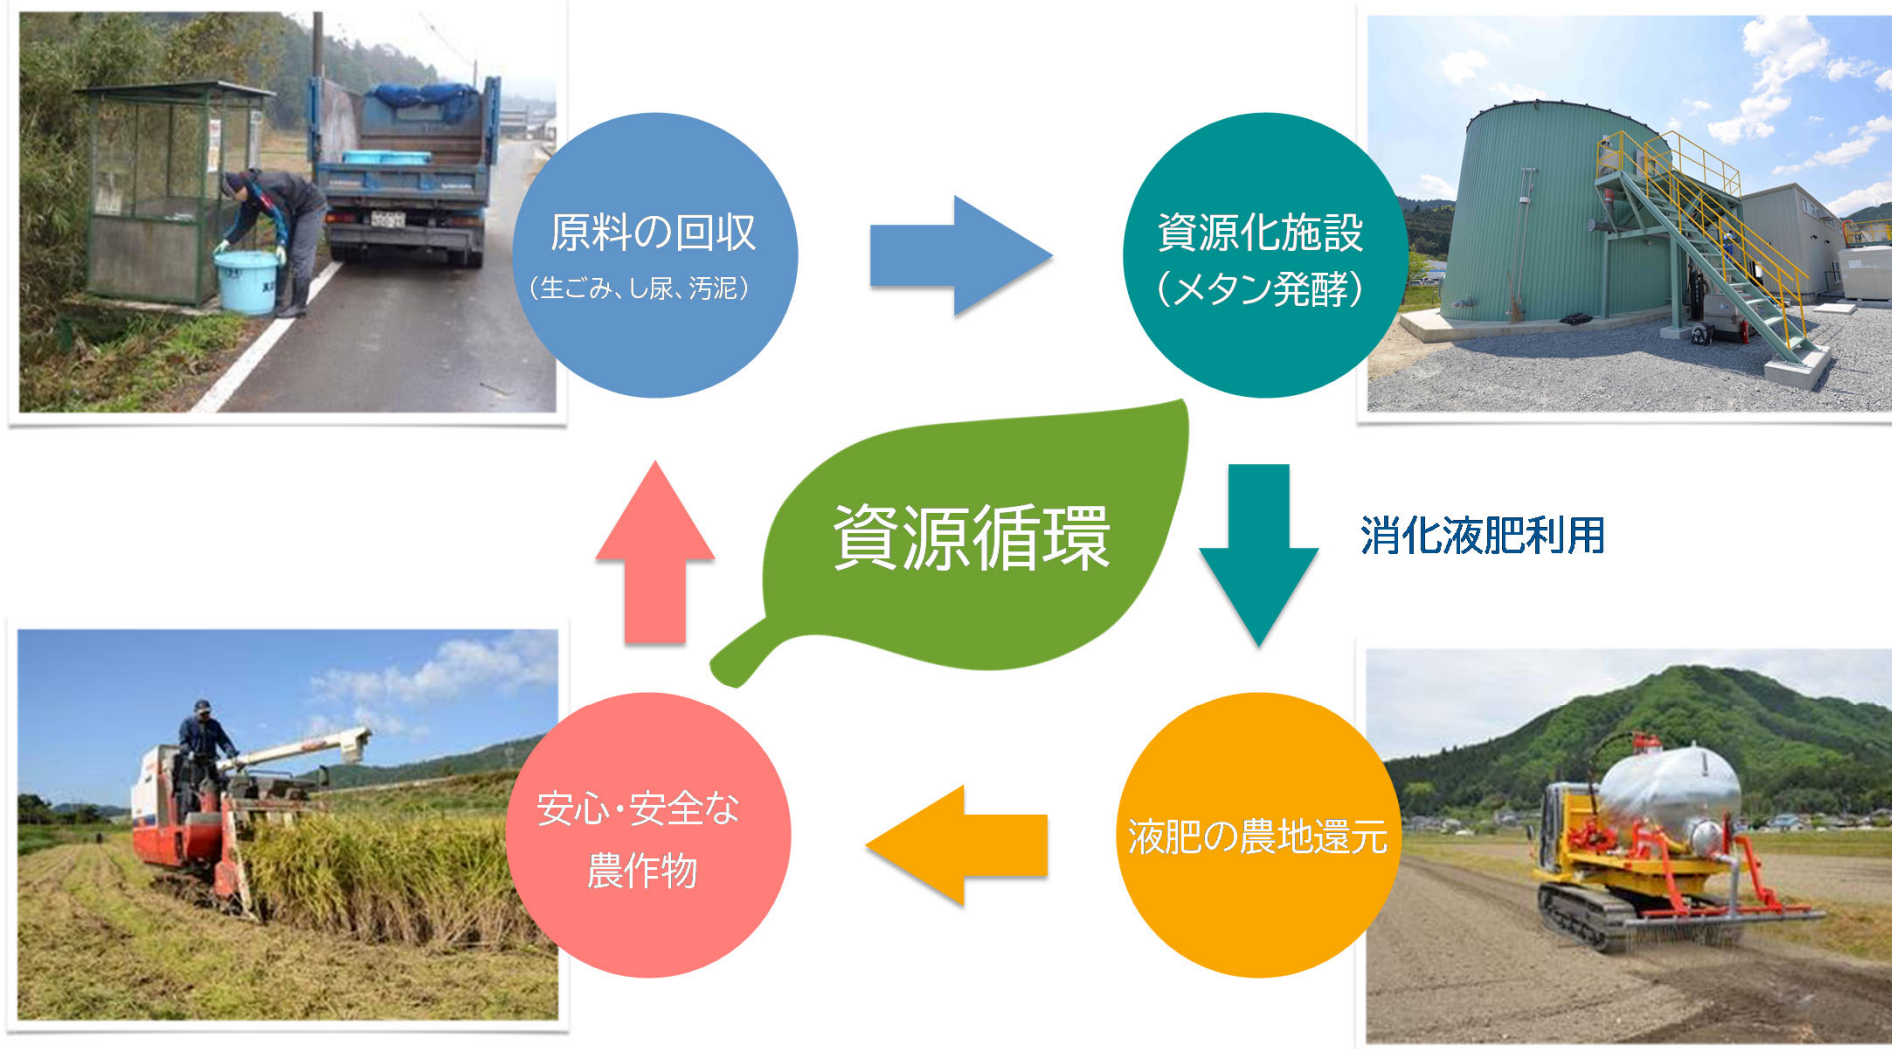 原料の回収
(生ごみ、し尿、汚泥)
資源化施設
(メタン発酵)
資源循環
消化液肥利用
安心・安全な
農作物
液肥の農地還元